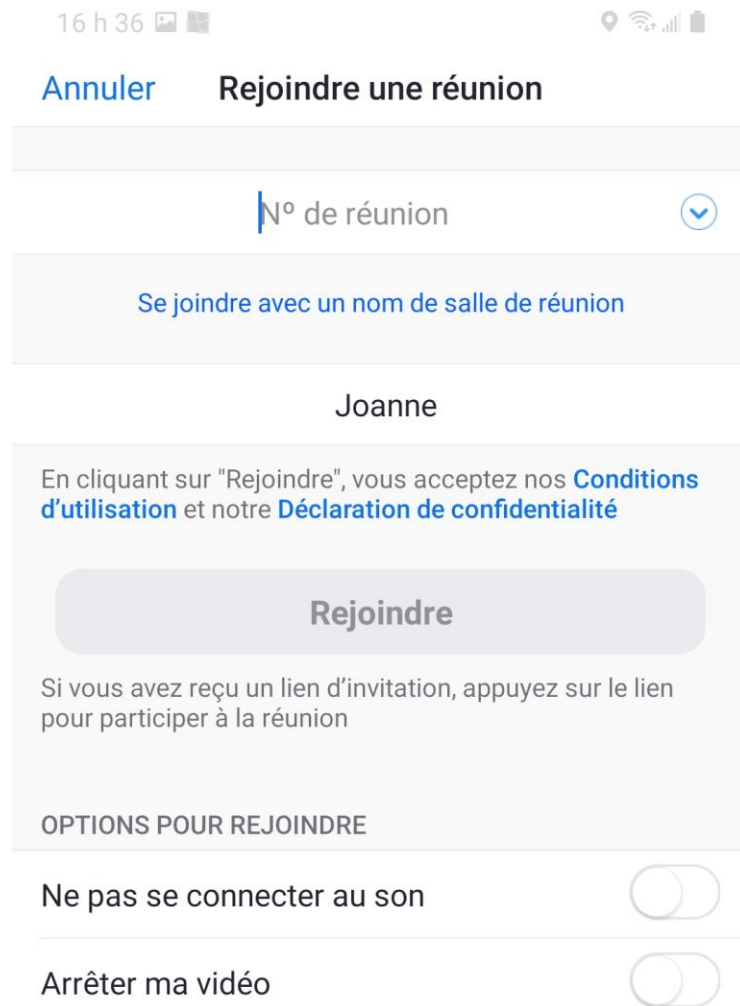 16 h 36
Annuler Rejoindre une réunion
Nº de réunion
Se joindre avec un nom de salle de réunion
Joanne
En cliquant sur "Rejoindre", vous acceptez nos Conditions
d’utilisation et notre Déclaration de confidentialité
Rejoindre
Si vous avez reçu un lien d’invitation, appuyez sur le lien
pour participer à la réunion
OPTIONS POUR REJOINDRE
Ne pas se connecter au son
Arrêter ma vidéo